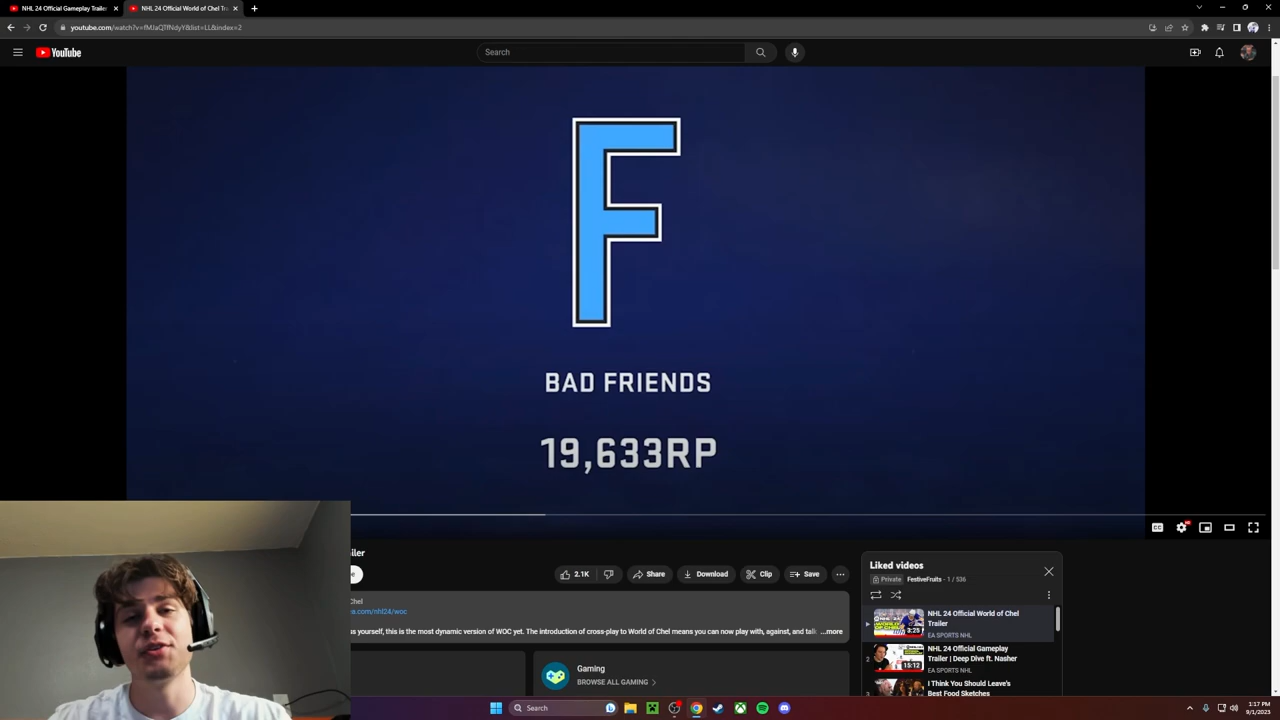 NHL 24 Official Gameplay Trailer
NHL 24 Official World of Chel Tra
youtube.com/watch?v=fMJaQTfNdyY&list=LL&index=2
YouTube
Search
F
BAD FRIENDS
19,633RP
iler
2.1K
Share
Download
Clip
Save
Chel
ea.com/nhl24/woc
s yourself, this is the most dynamic version of WOC yet. The introduction of cross-play to World of Chel means you can now play with, against, and talk ...more
Gaming
BROWSE ALL GAMING
Liked videos
Private FestiveFruits - 1 / 536
NHL 24 Official World of Chel
Trailer
EA SPORTS NHL
3:25
2
NHL 24 Official Gameplay
Trailer | Deep Dive ft. Nasher
EA SPORTS NHL
15:12
3
I Think You Should Leave's
Best Food Sketches
Search
1:17 PM
9/1/2023